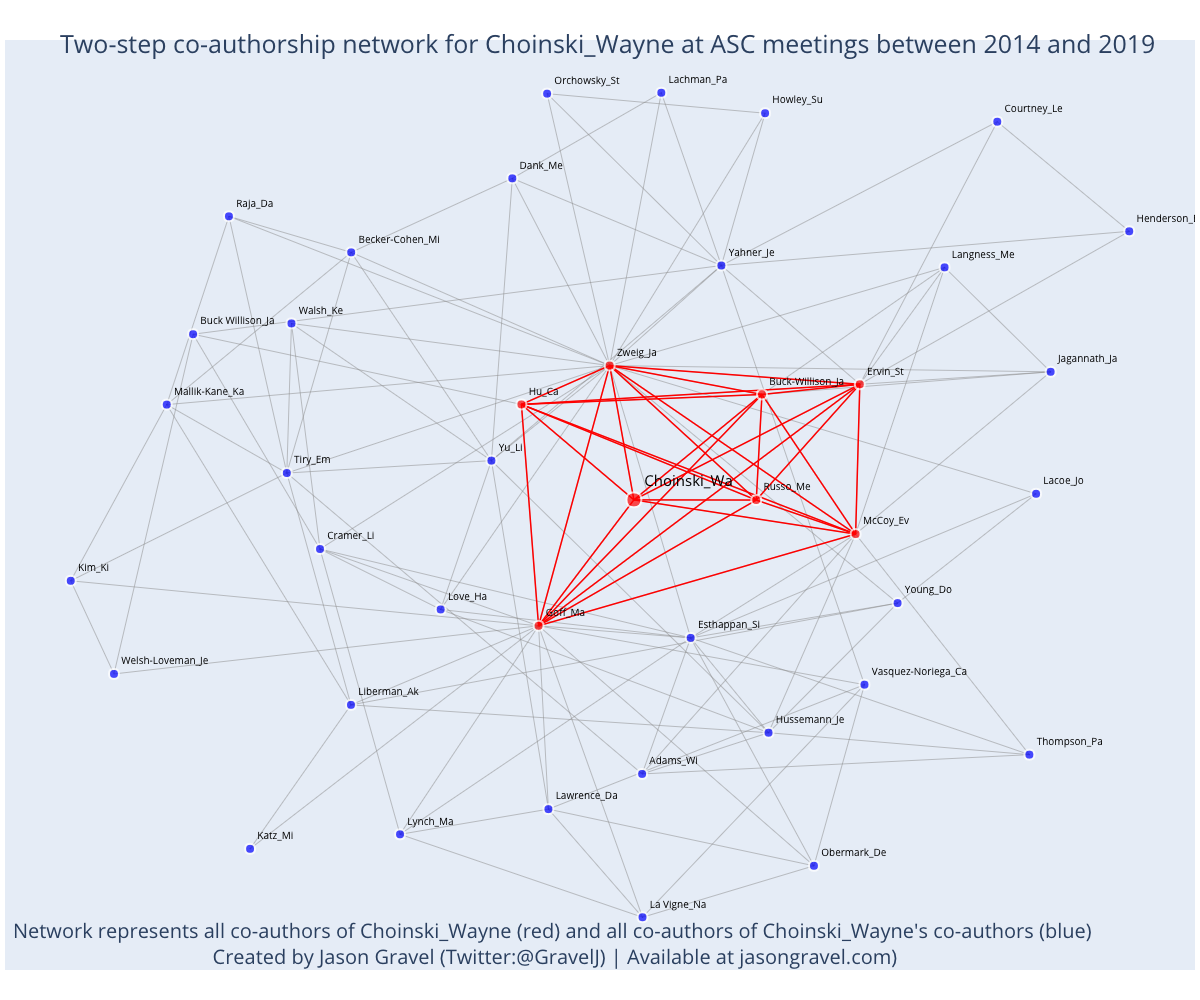 Two-step co-authorship network for Choinski_Wayne at ASC meetings between 2014 and 2019
Orchowsky_St
Lachman_Pa
Howley_Su
Courtney_Le
Dank_Me
Raja_Da
Henderson_
Becker-Cohen_Mi
Yahner_Je
Langness_Me
Walsh_Ke
Buck Willison_Ja
Zweig_Ja
Jagannath_Ja
Ervin_St
Buck-Willison_Ja
Mallik-Kane_Ka
Hu_Ca
Yu_Li
Tiry_Em
Choinski_Wa
Russo_Me
Lacoe_Jo
McCoy_Ev
Cramer_Li
Kim_Ki
Love_Ha
Young_Do
Goff_Ma
Esthappan_Si
Welsh-Loveman_Je
Vasquez-Noriega_Ca
Liberman_Ak
Hussemann_Je
Thompson_Pa
Adams_Wi
Lawrence_Da
Lynch_Ma
Katz_Mi
Obermark_De
La Vigne_Na
Network represents all co-authors of Choinski_Wayne (red) and all co-authors of Choinski_Wayne's co-authors (blue)
Created by Jason Gravel (Twitter:@GravelJ) | Available at jasongravel.com)